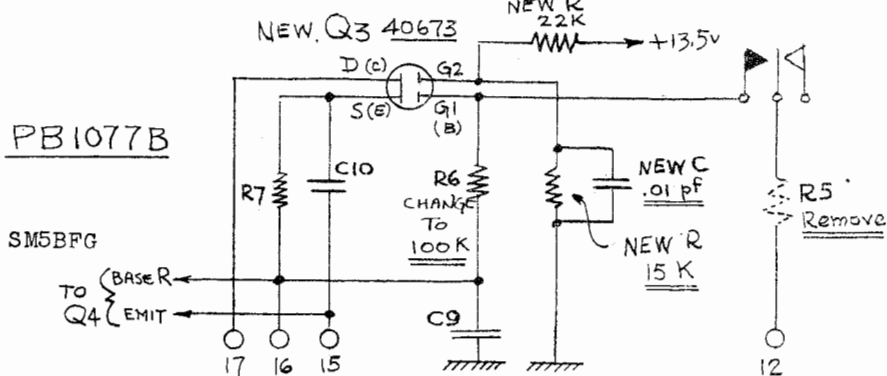 NEW R
22K
NEW. Q3 40673
+13.5v
D (C)
G2
S(E)
G1
(B)
PB1077B
C10
R7
R6
CHANGE
TO
100K
NEW C
.01 pf
R5
Remove
SM5BFG
NEW R
15 K
BASE R
TO
Q4
EMIT
C9
17
16
15
12